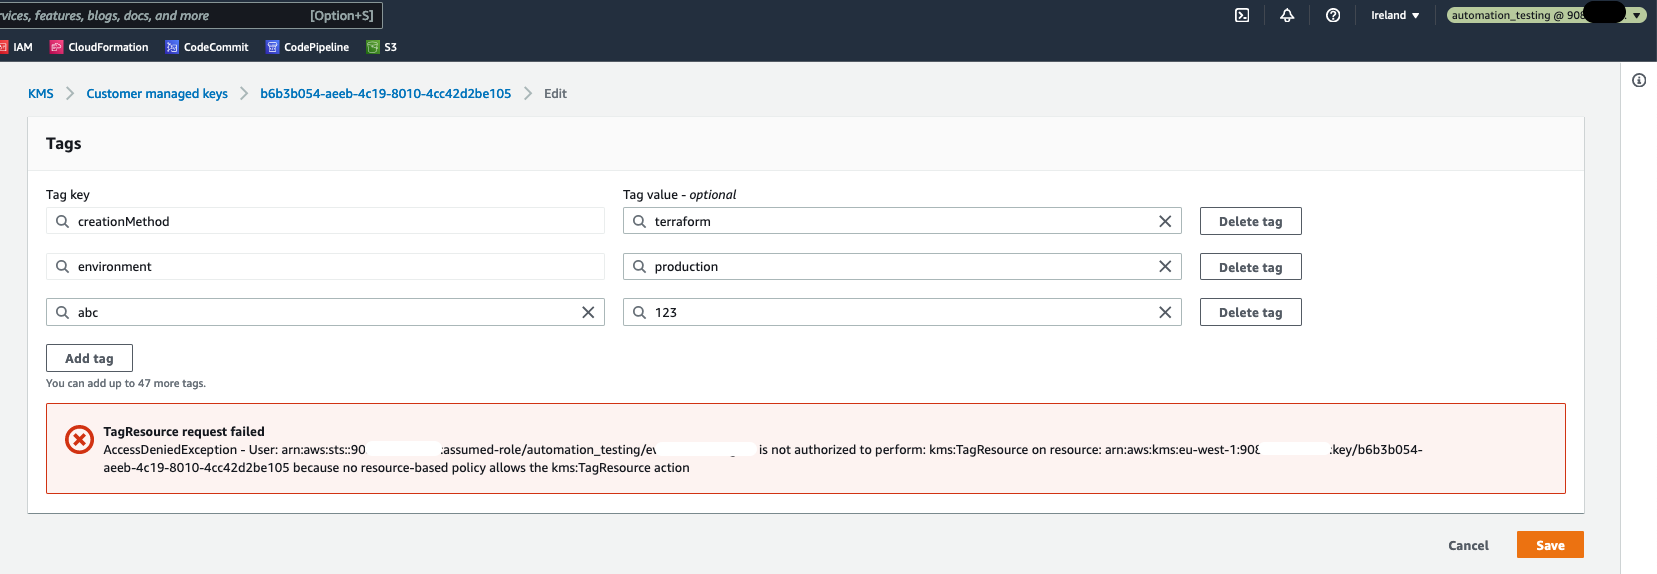 rvices, features, blogs, docs, and more [Option+S] Ireland automation_testing @ 908
IAM CloudFormation CodeCommit CodePipeline S3
KMS Customer managed keys b6b3b054-aeeb-4c19-8010-4cc42d2be105 Edit
Tags
Tag key Tag value - optional
creationMethod terraform Delete tag
environment production Delete tag
abc 123 Delete tag
Add tag
You can add up to 47 more tags.
TagResource request failed
AccessDeniedException - User: arn:aws:sts::90 :assumed-role/automation_testing/ev is not authorized to perform: kms:TagResource on resource: arn:aws:kms:eu-west-1:908 :key/b6b3b054-
aeeb-4c19-8010-4cc42d2be105 because no resource-based policy allows the kms:TagResource action
Cancel Save